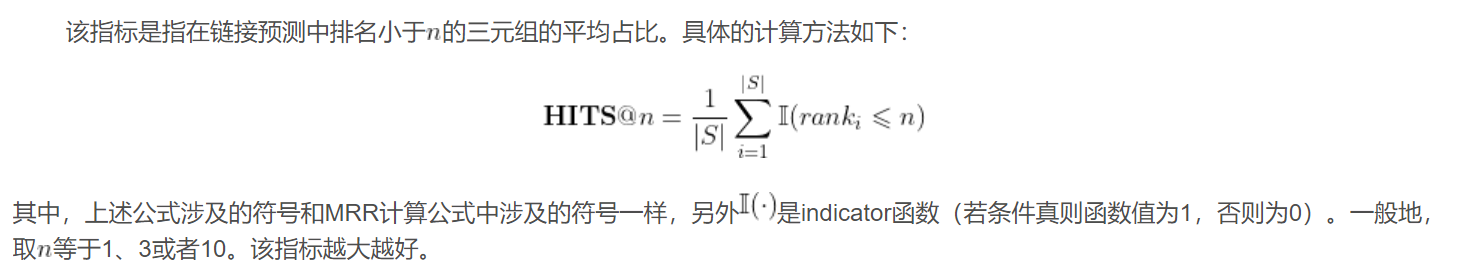 该指标是指在链接预测中排名小于n的三元组的平均占比。具体的计算方法如下：
HITS@n = \frac{1}{|S|} \sum_{i=1}^{|S|} 𝕀(rank_i ⩽ n)
其中，上述公式涉及的符号和MRR计算公式中涉及的符号一样，另外𝕀(·)是indicator函数（若条件真则函数值为1，否则为0）。一般地，
取n等于1、3或者10。该指标越大越好。